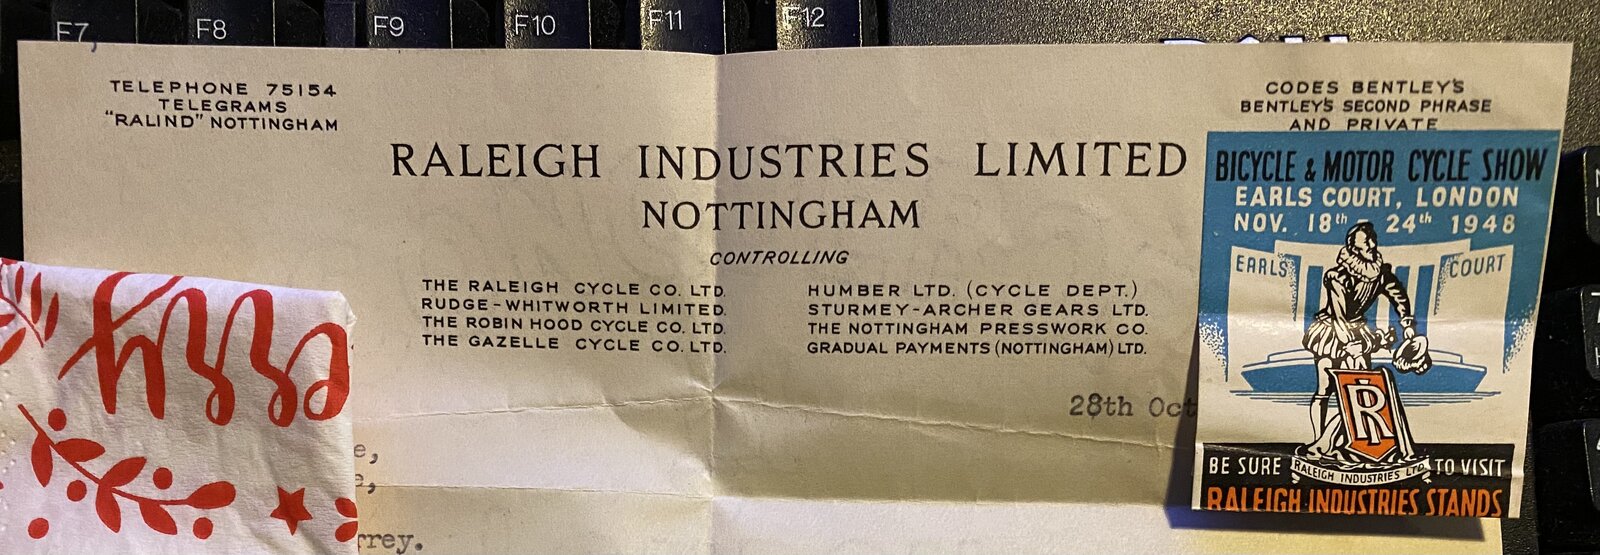 F7
F8
F9
F10
F11
F12
TELEPHONE 75154
TELEGRAMS
"RALIND" NOTTINGHAM
CODES BENTLEY'S
BENTLEY'S SECOND PHRASE
AND PRIVATE
RALEIGH INDUSTRIES LIMITED
NOTTINGHAM
CONTROLLING
THE RALEIGH CYCLE CO. LTD.
RUDGE-WHITWORTH LIMITED.
THE ROBIN HOOD CYCLE CO. LTD.
THE GAZELLE CYCLE CO. LTD.
HUMBER LTD. (CYCLE DEPT.)
STURMEY-ARCHER GEARS LTD.
THE NOTTINGHAM PRESSWORK CO.
GRADUAL PAYMENTS (NOTTINGHAM) LTD.
28th Oct
BICYCLE & MOTOR CYCLE SHOW
EARLS COURT, LONDON
NOV. 18th - 24th 1948
EARLS COURT
R
RALEIGH INDUSTRIES LTD
BE SURE TO VISIT
RALEIGH INDUSTRIES STANDS
erry
e,
e,
rrey.